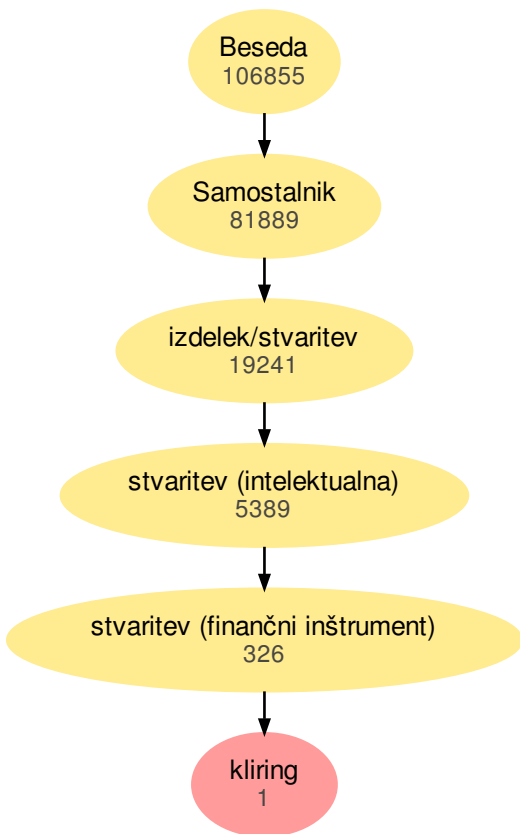 Beseda
106855
Samostalnik
81889
izdelek/stvaritev
19241
stvaritev (intelektualna)
5389
stvaritev (finančni inštrument)
326
kliring
1